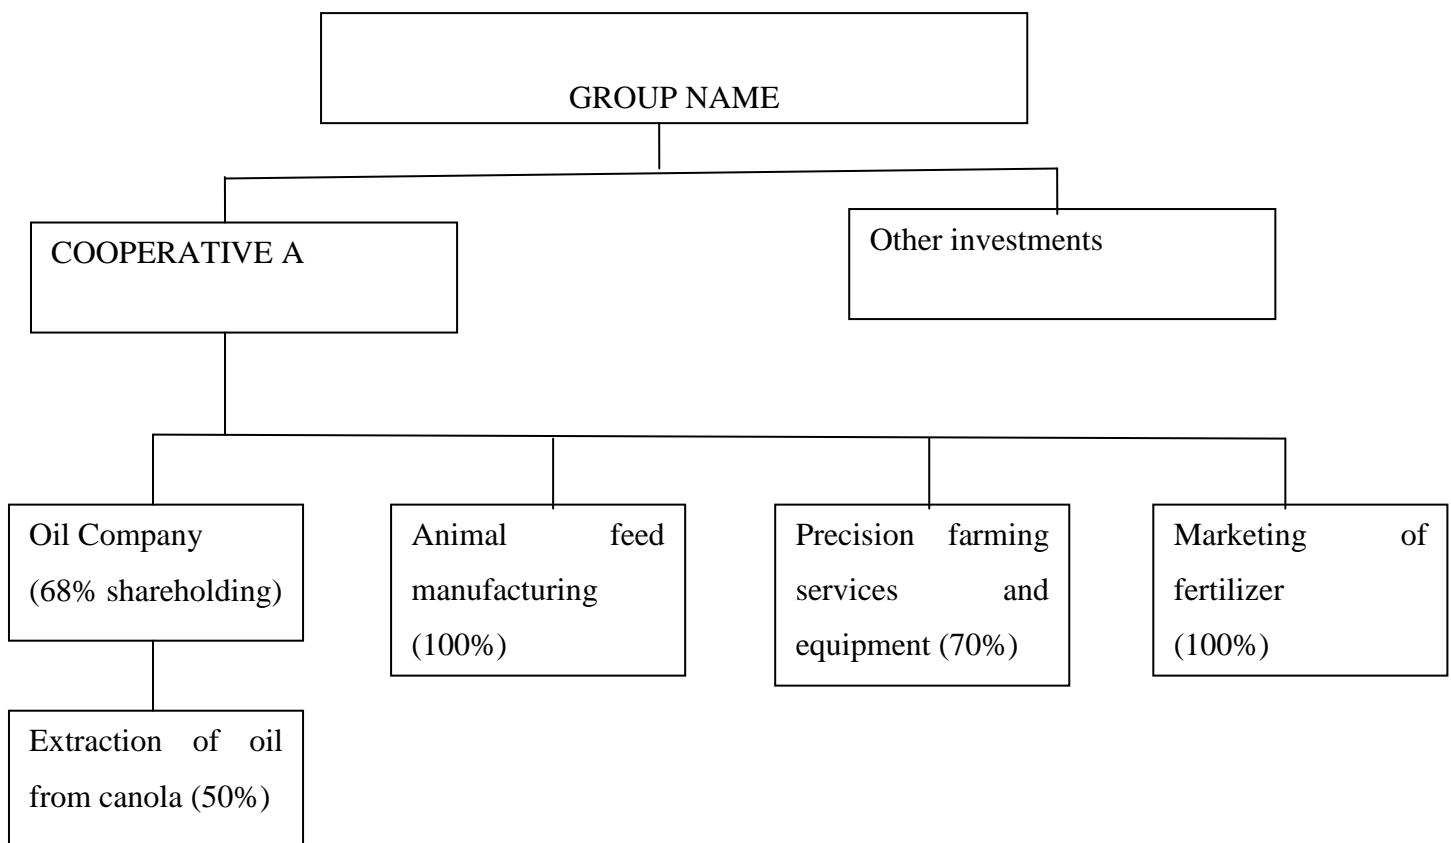 GROUP NAME
COOPERATIVE A
Other investments
Oil Company
(68% shareholding)
Animal feed
manufacturing
(100%)
Precision farming
services and
equipment (70%)
Marketing of
fertilizer
(100%)
Extraction of oil
from canola (50%)